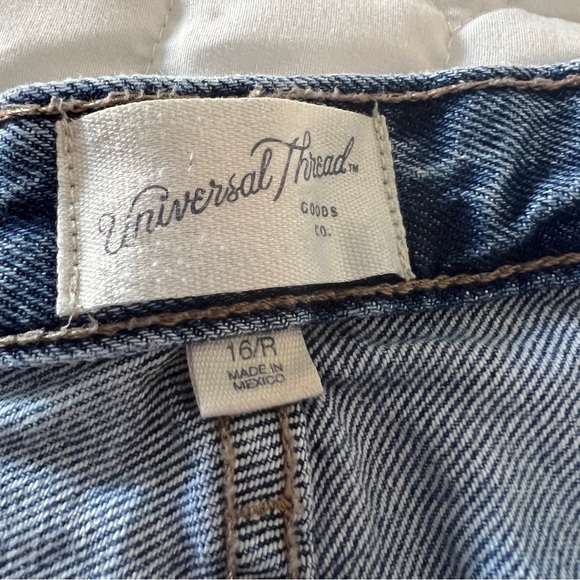 Universal Thread™
GOODS
CO.
16/R
MADE IN
MEXICO